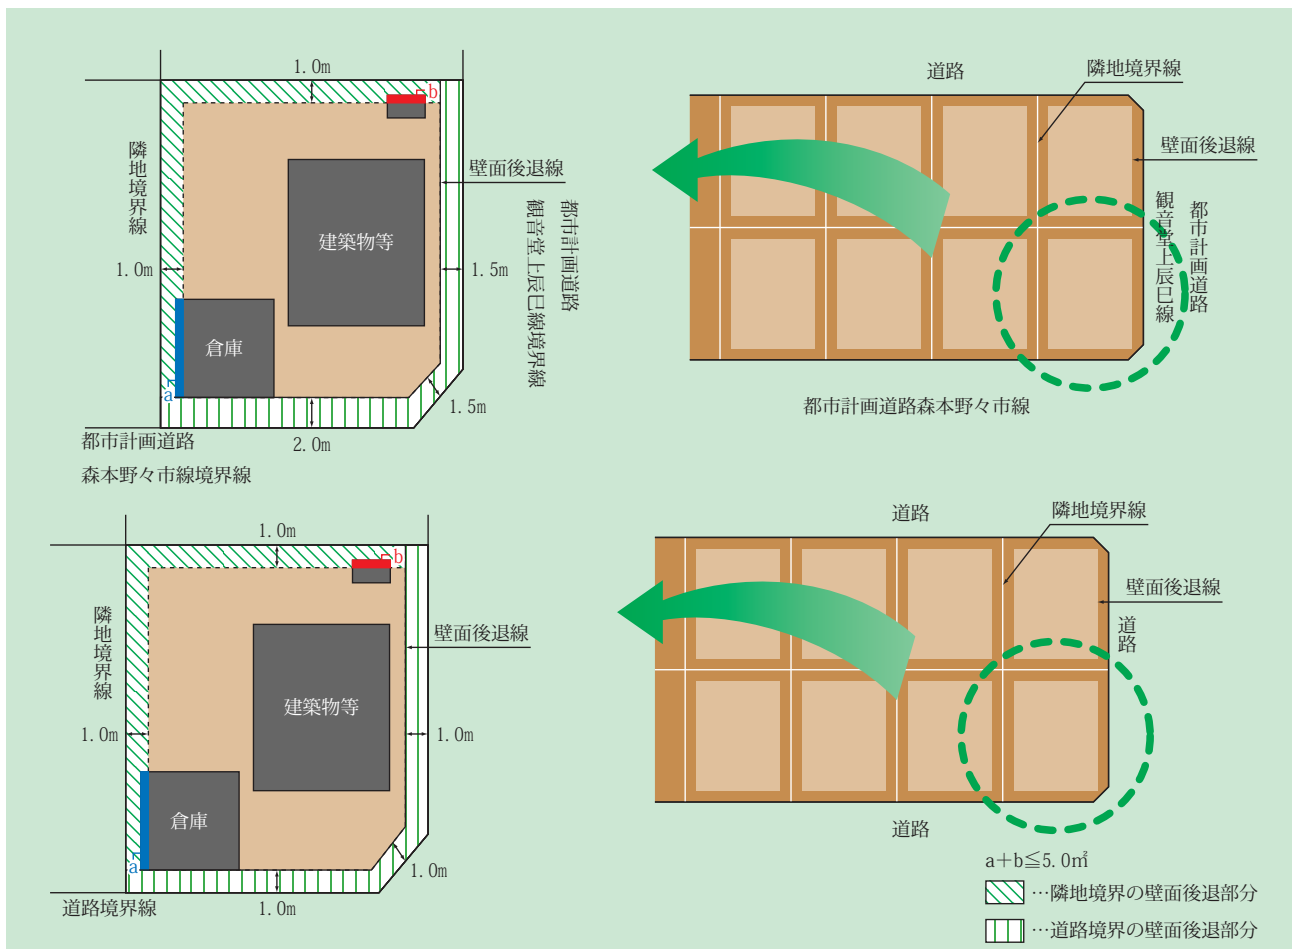 1.0m
b
隣地境界線
壁面後退線
建築物等
1.0m
1.5m
都市計画道路
観音堂上辰巳線境界線
倉庫
a
1.5m
2.0m
都市計画道路
森本野々市線境界線
道路
隣地境界線
壁面後退線
都市計画道路
観音堂上辰巳線
都市計画道路森本野々市線
1.0m
b
隣地境界線
壁面後退線
建築物等
1.0m
1.0m
倉庫
a
1.0m
1.0m
道路境界線
道路
隣地境界線
壁面後退線
道路
道路
a+b≦5.0㎡
…隣地境界の壁面後退部分
…道路境界の壁面後退部分